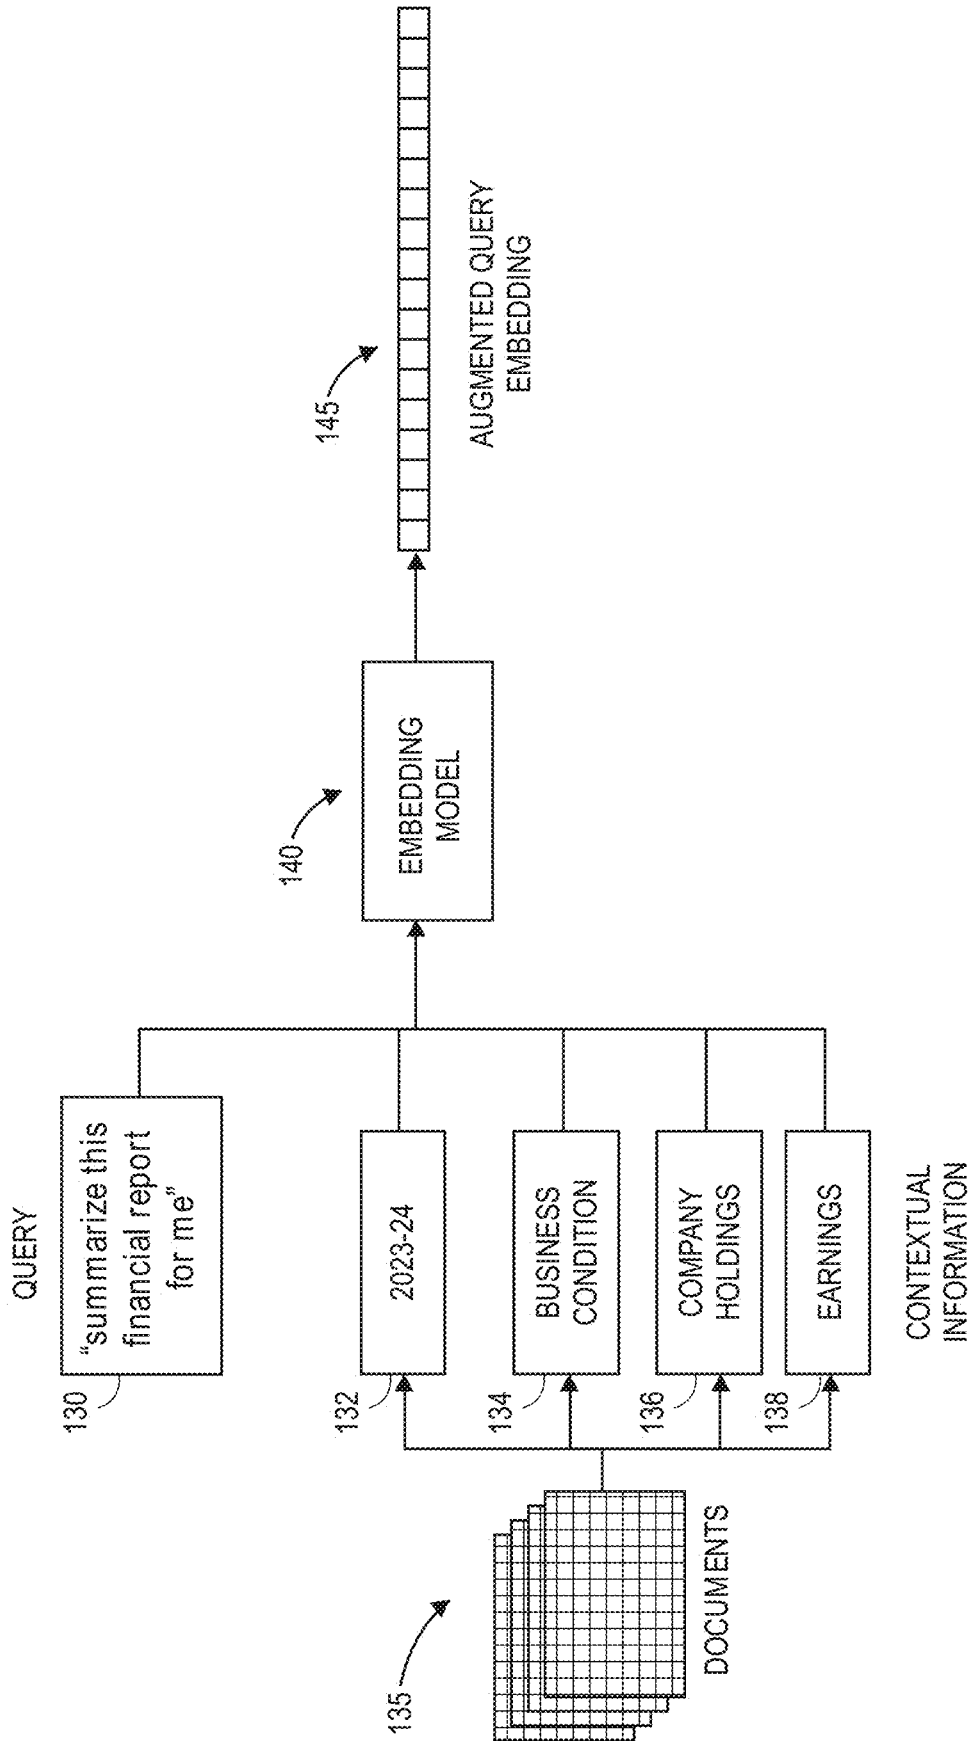 QUERY
130
"summarize this
financial report
for me"
132
2023-24
134
BUSINESS
CONDITION
136
COMPANY
HOLDINGS
138
EARNINGS
CONTEXTUAL
INFORMATION
135
DOCUMENTS
140
EMBEDDING
MODEL
145
AUGMENTED QUERY
EMBEDDING